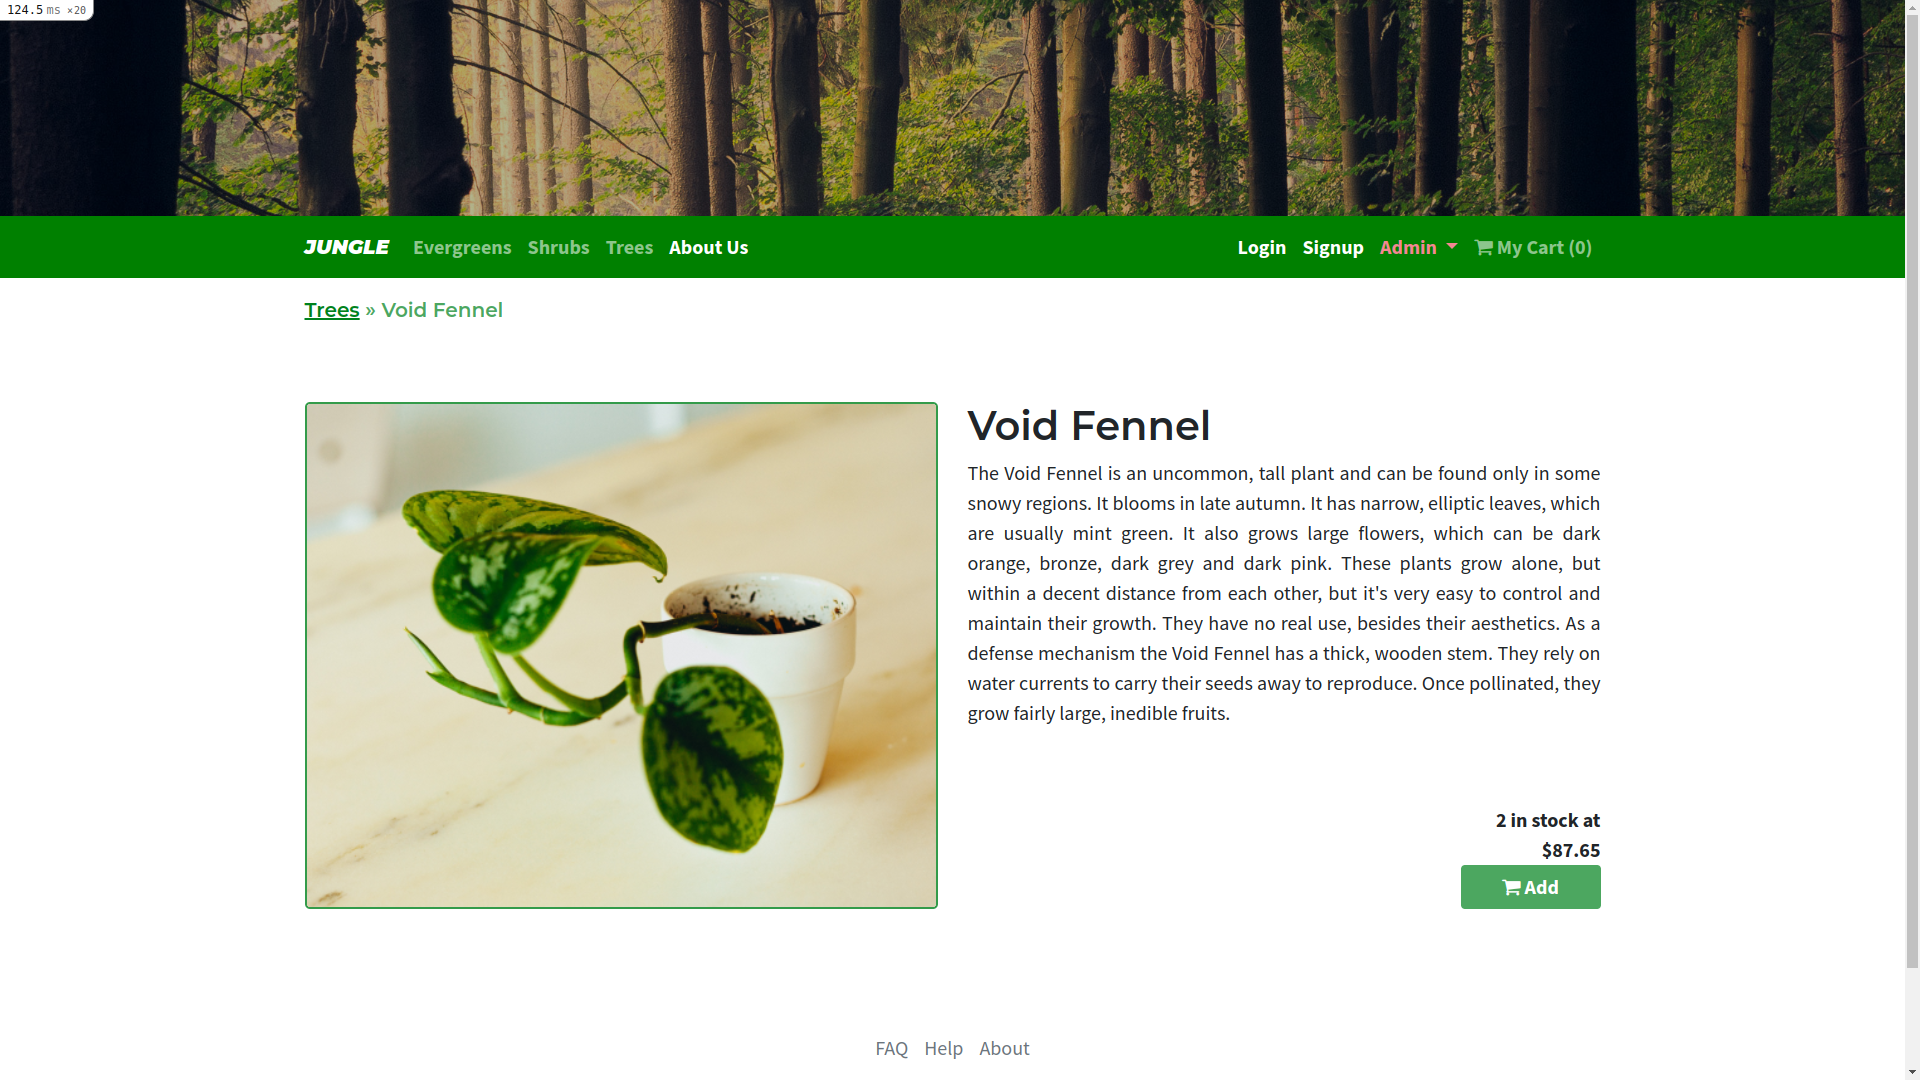 124.5 ms ×20
JUNGLE Evergreens Shrubs Trees About Us Login Signup Admin My Cart (0)
Trees » Void Fennel
Void Fennel
The Void Fennel is an uncommon, tall plant and can be found only in some
snowy regions. It blooms in late autumn. It has narrow, elliptic leaves, which
are usually mint green. It also grows large flowers, which can be dark
orange, bronze, dark grey and dark pink. These plants grow alone, but
within a decent distance from each other, but it's very easy to control and
maintain their growth. They have no real use, besides their aesthetics. As a
defense mechanism the Void Fennel has a thick, wooden stem. They rely on
water currents to carry their seeds away to reproduce. Once pollinated, they
grow fairly large, inedible fruits.
2 in stock at
$87.65
Add
FAQ Help About